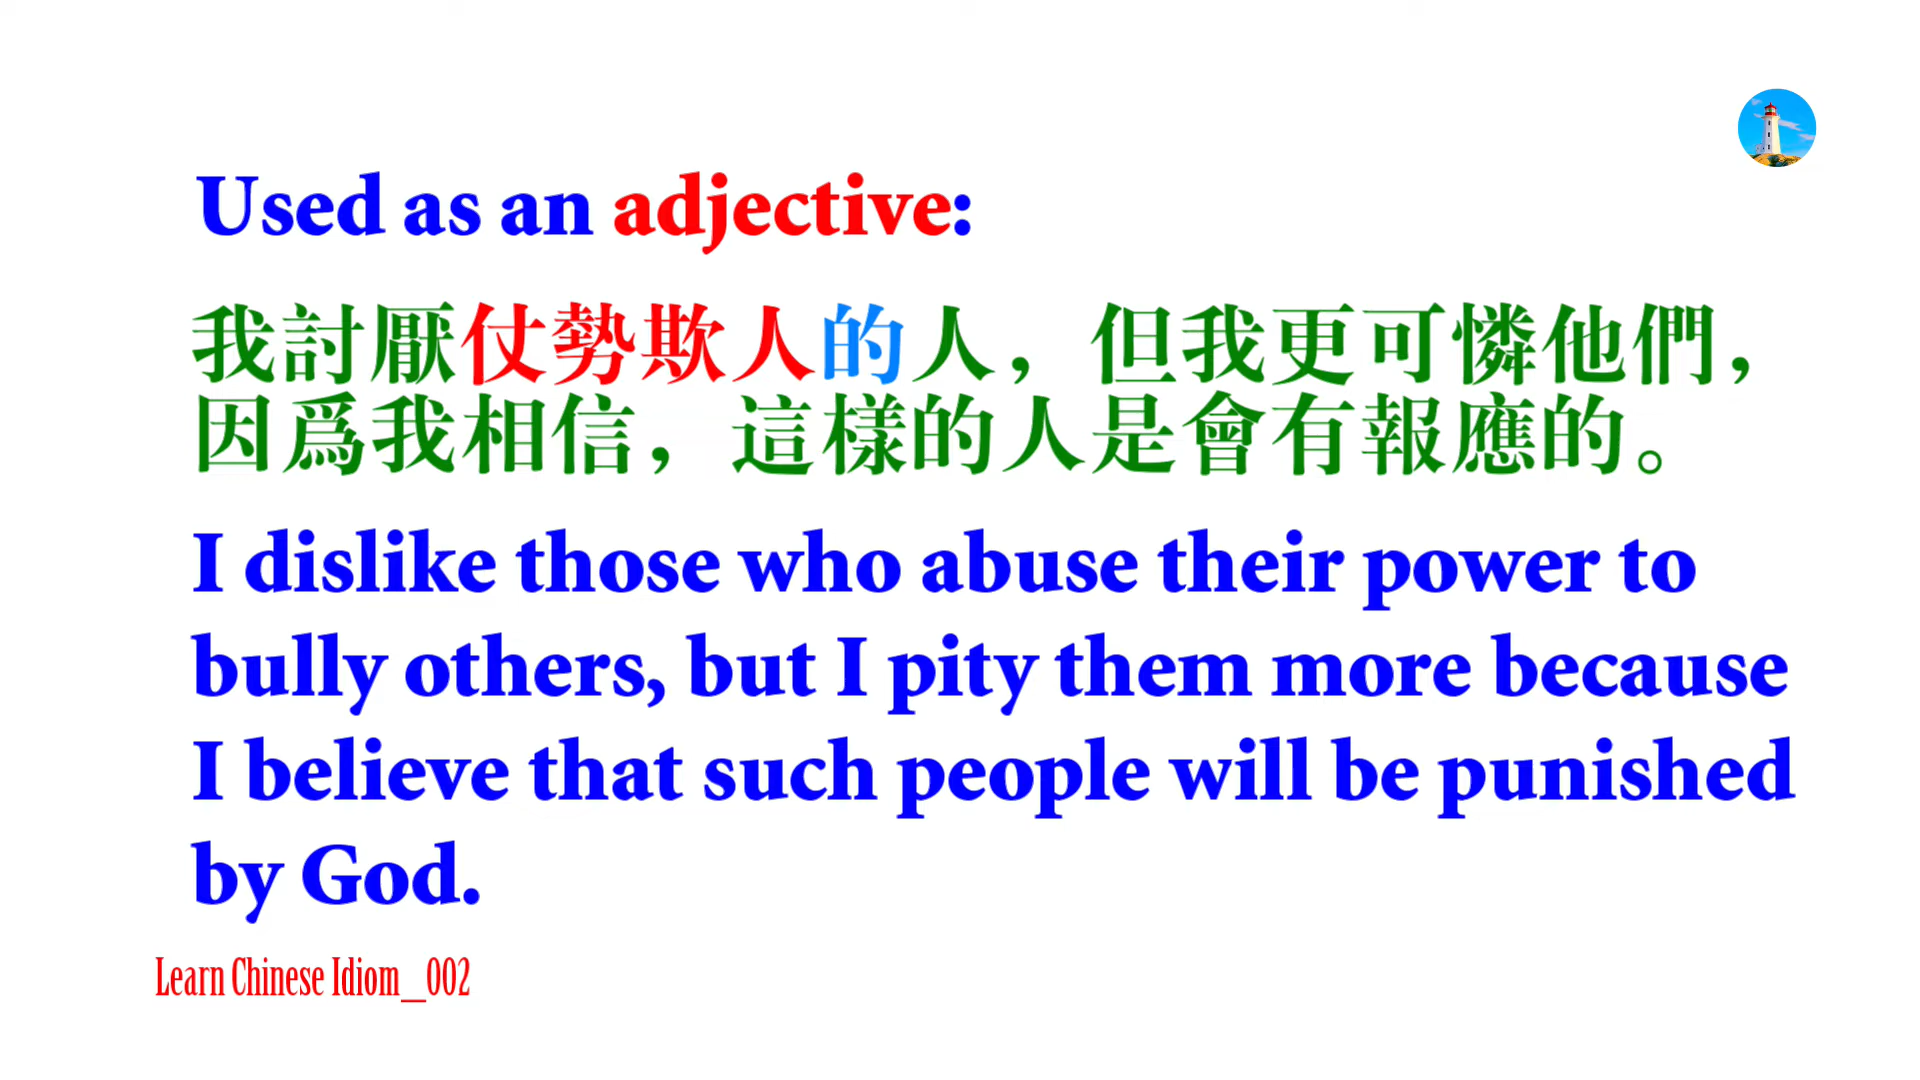 Used as an adjective:
我討厭仗勢欺人的人，但我更可憐他們，
因爲我相信，這樣的人是會有報應的。
I dislike those who abuse their power to
bully others, but I pity them more because
I believe that such people will be punished
by God.
Learn Chinese Idiom_002